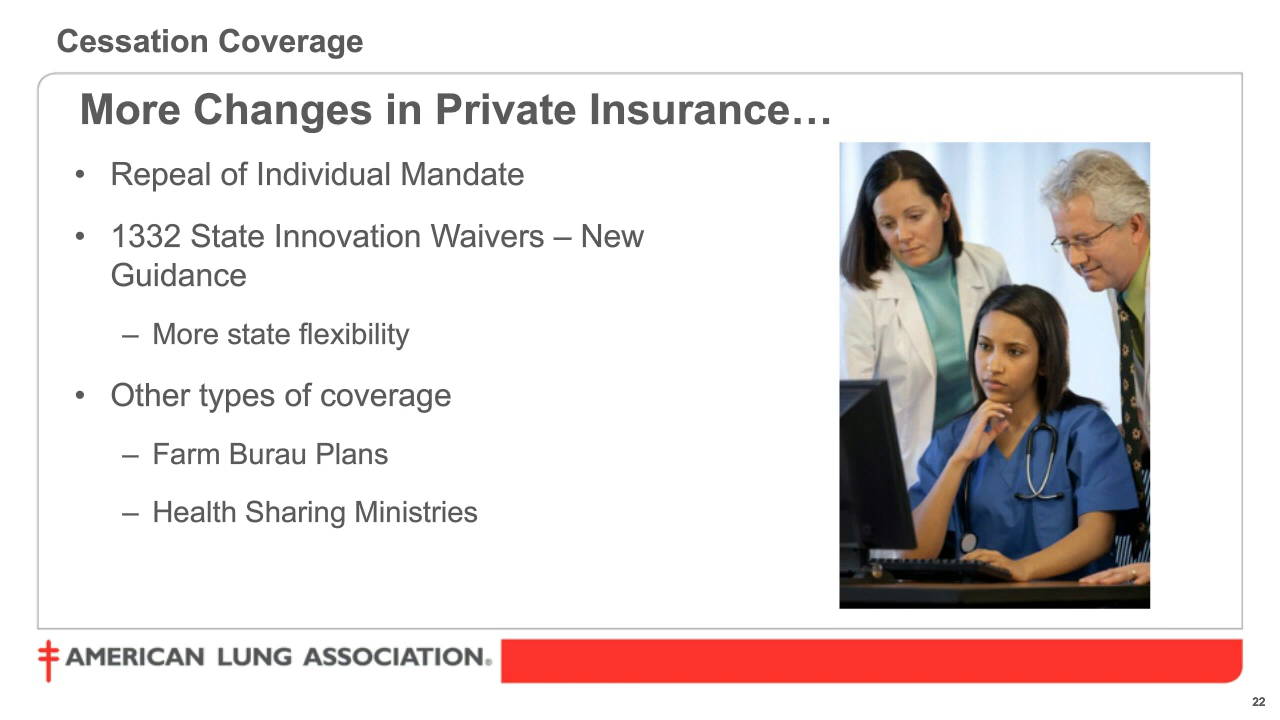 Cessation Coverage
More Changes in Private Insurance…
• Repeal of Individual Mandate
• 1332 State Innovation Waivers – New
Guidance
– More state flexibility
• Other types of coverage
– Farm Burau Plans
– Health Sharing Ministries
AMERICAN LUNG ASSOCIATION®
22